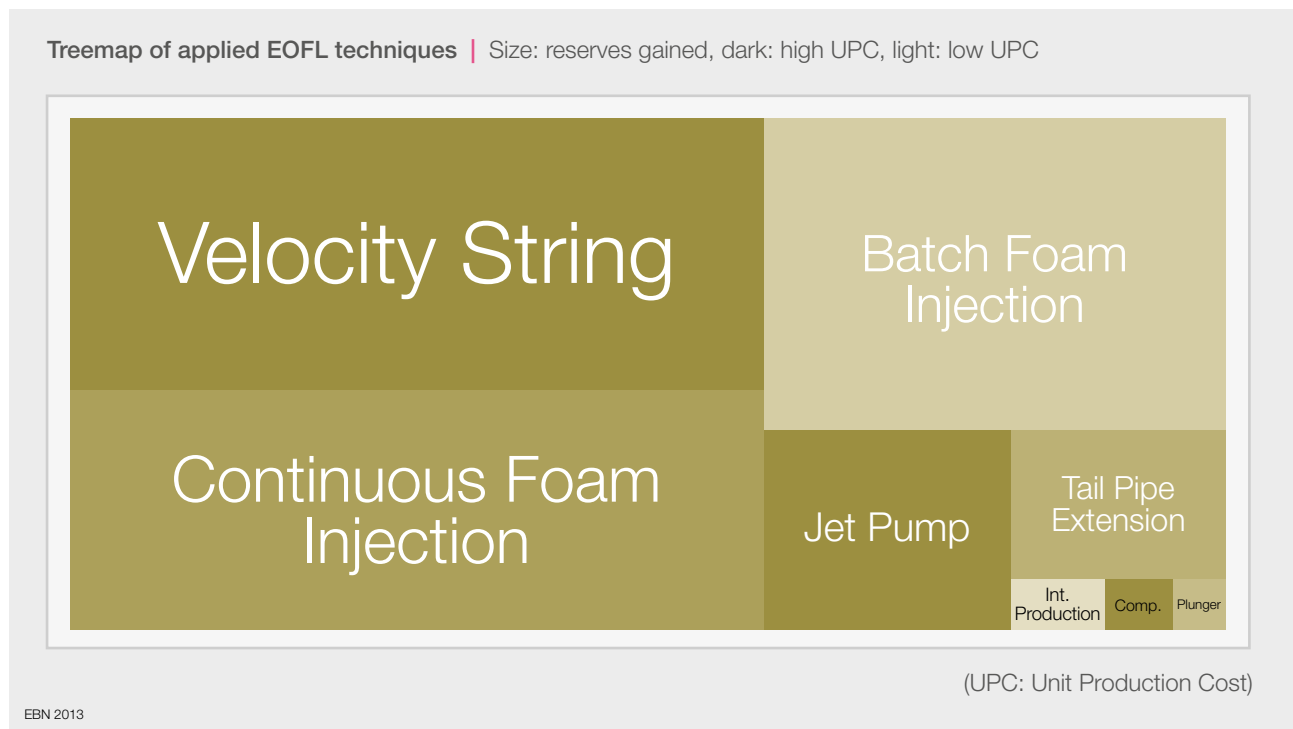 Treemap of applied EOFL techniques | Size: reserves gained, dark: high UPC, light: low UPC
Velocity String
Batch Foam
Injection
Continuous Foam
Injection
Jet Pump
Tail Pipe
Extension
Int.
Production
Comp.
Plunger
(UPC: Unit Production Cost)
EBN 2013